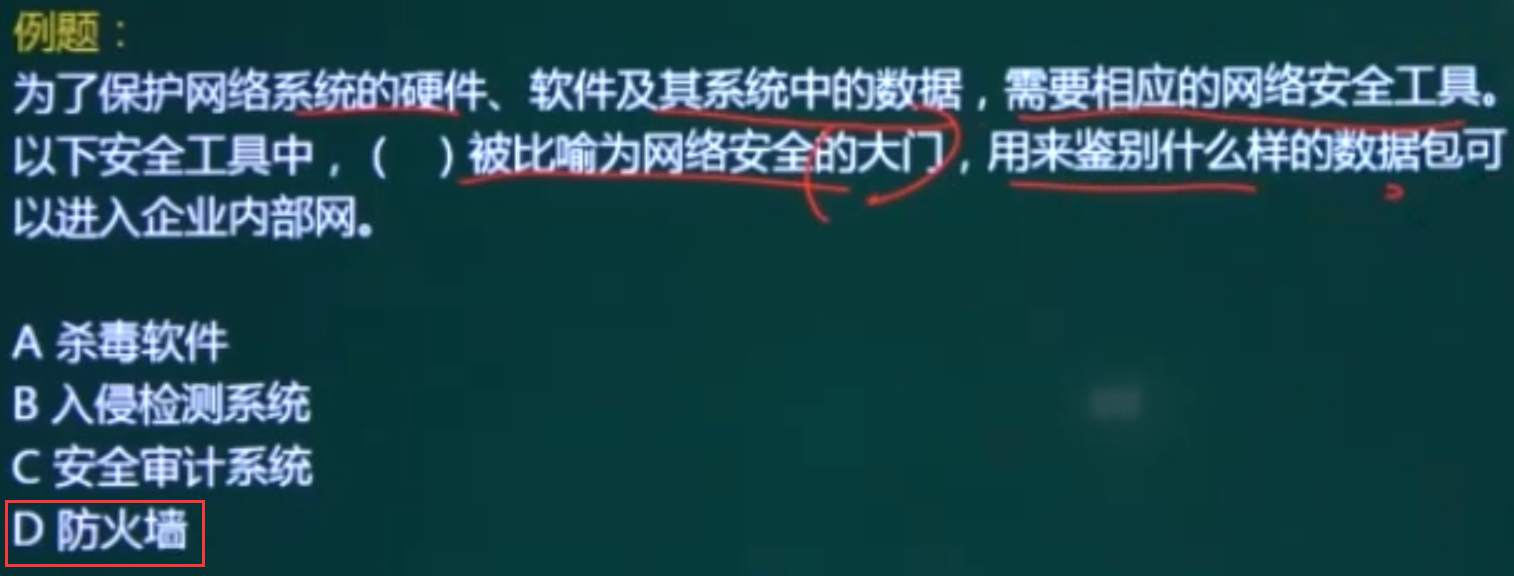 例题：
为了保护网络系统的硬件、软件及其系统中的数据，需要相应的网络安全工具。
以下安全工具中，（　）被比喻为网络安全的大门，用来鉴别什么样的数据包可
以进入企业内部网。
A 杀毒软件
B 入侵检测系统
C 安全审计系统
D 防火墙